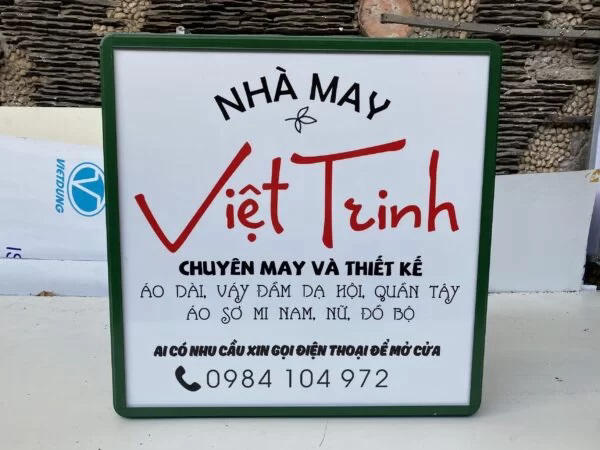 NHÀ MAY
Việt Trinh
CHUYÊN MAY VÀ THIẾT KẾ
ÁO DÀI, VÁY ĐẦM DẠ HỘI, QUẦN TÂY
ÁO SƠ MI NAM, NỮ, ĐỒ BỘ
AI CÓ NHU CẦU XIN GỌI ĐIỆN THOẠI ĐỂ MỞ CỬA
0984 104 972
VIETDUNG